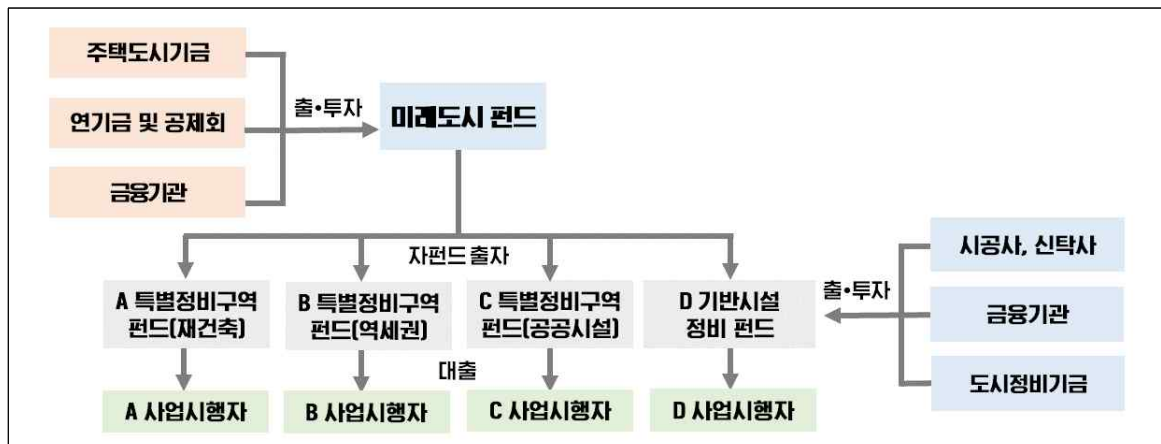 주택도시기금
연기금 및 공제회
금융기관
출•투자
미래도시 펀드
자펀드 출자
A 특별정비구역
펀드(재건축)
B 특별정비구역
펀드(역세권)
C 특별정비구역
펀드(공공시설)
D 기반시설
정비 펀드
출•투자
시공사, 신탁사
금융기관
도시정비기금
대출
A 사업시행자
B 사업시행자
C 사업시행자
D 사업시행자